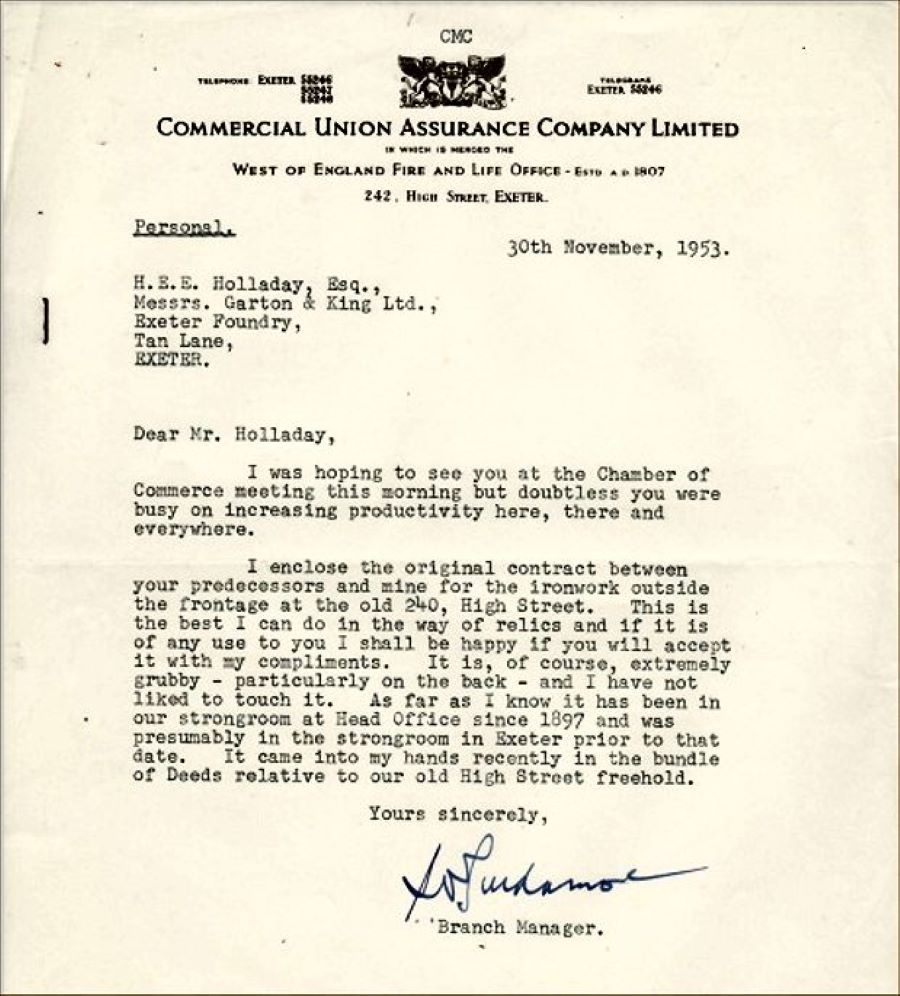 CMC
TELEPHONE EXETER 55246
55247
55248
TELEGRAMS
EXETER 55246
COMMERCIAL UNION ASSURANCE COMPANY LIMITED
IN WHICH IS MERGED THE
WEST OF ENGLAND FIRE AND LIFE OFFICE - ESTD A.D. 1807
242, HIGH STREET, EXETER.
Personal.
30th November, 1953.
H.E.E. Holladay, Esq.,
Messrs. Garton & King Ltd.,
Exeter Foundry,
Tan Lane,
EXETER.
Dear Mr. Holladay,
I was hoping to see you at the Chamber of
Commerce meeting this morning but doubtless you were
busy on increasing productivity here, there and
everywhere.
I enclose the original contract between
your predecessors and mine for the ironwork outside
the frontage at the old 240, High Street. This is
the best I can do in the way of relics and if it is
of any use to you I shall be happy if you will accept
it with my compliments. It is, of course, extremely
grubby - particularly on the back - and I have not
liked to touch it. As far as I know it has been in
our strongroom at Head Office since 1897 and was
presumably in the strongroom in Exeter prior to that
date. It came into my hands recently in the bundle
of Deeds relative to our old High Street freehold.
Yours sincerely,
Branch Manager.